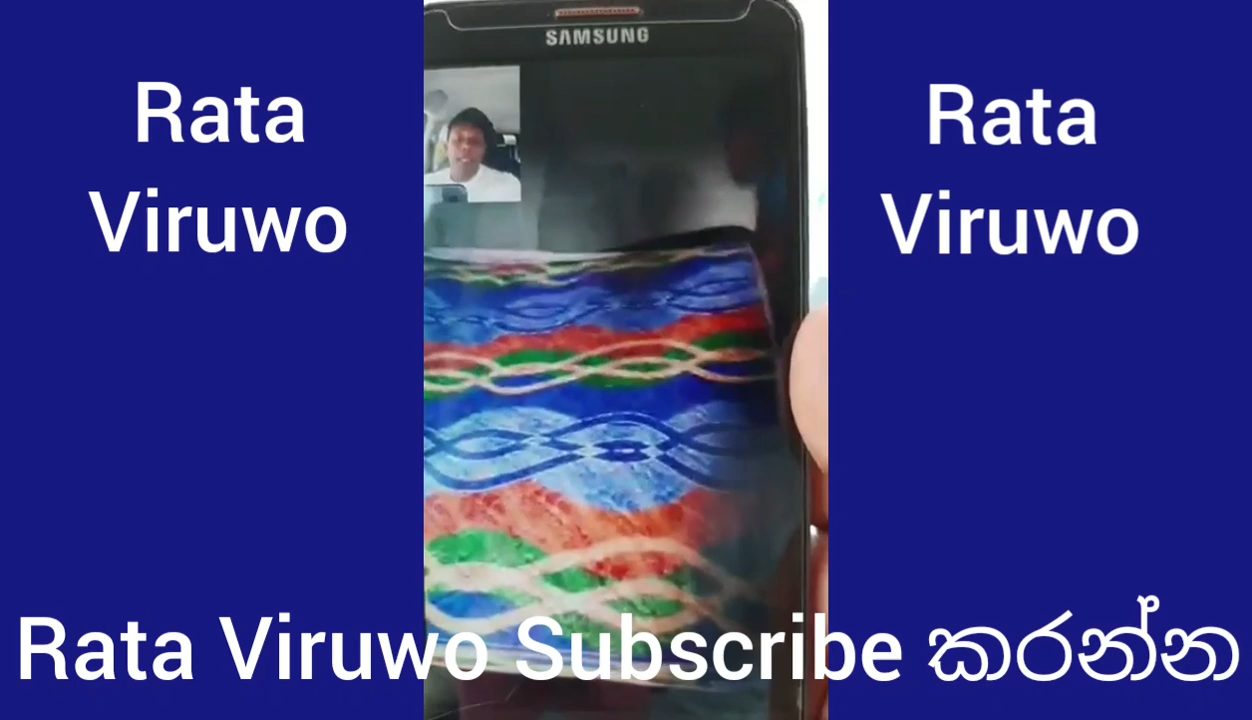 SAMSUNG
Rata
Viruwo
Rata
Viruwo
Rata Viruwo Subscribe කරන්න